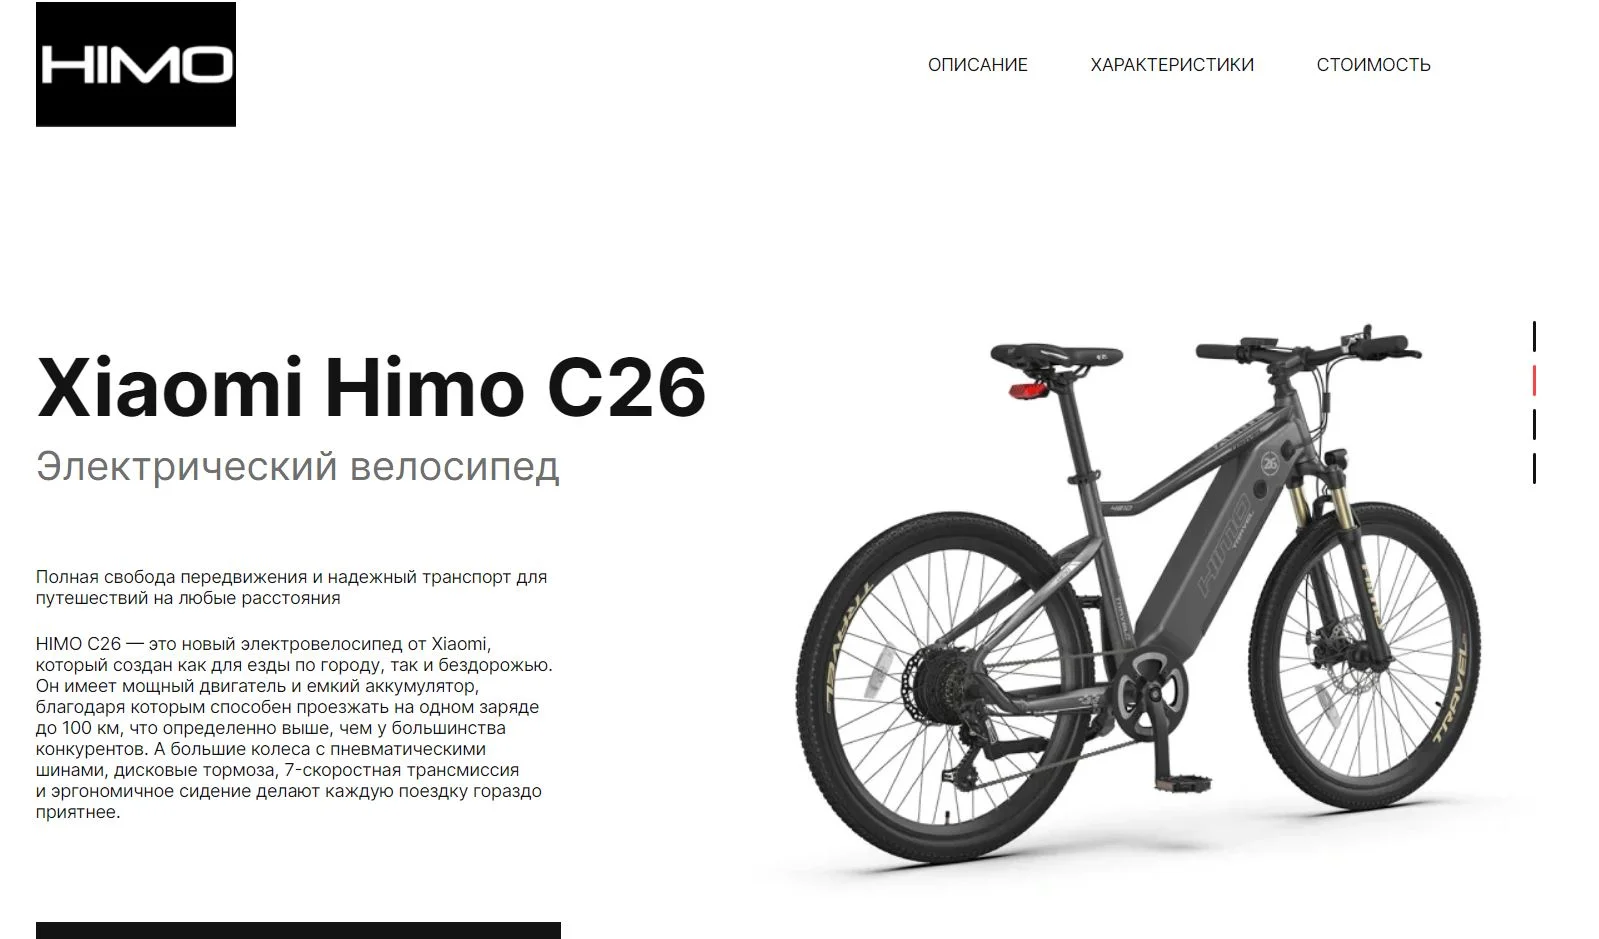 HIMO
ОПИСАНИЕ ХАРАКТЕРИСТИКИ СТОИМОСТЬ
Xiaomi Himo C26
Электрический велосипед
Полная свобода передвижения и надежный транспорт для
путешествий на любые расстояния
HIMO C26 — это новый электровелосипед от Xiaomi,
который создан как для езды по городу, так и бездорожью.
Он имеет мощный двигатель и емкий аккумулятор,
благодаря которым способен проезжать на одном заряде
до 100 км, что определенно выше, чем у большинства
конкурентов. А большие колеса с пневматическими
шинами, дисковые тормоза, 7-скоростная трансмиссия
и эргономичное сидение делают каждую поездку гораздо
приятнее.
26
HIMO
TRAVEL
TRAVEL
TRAVEL